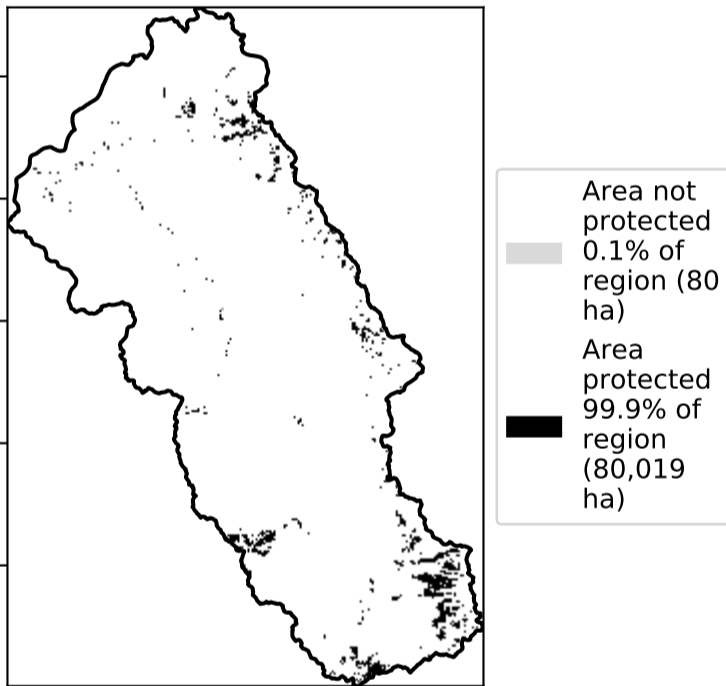 Area not
protected
0.1% of
region (80
ha)
Area
protected
99.9% of
region
(80,019
ha)